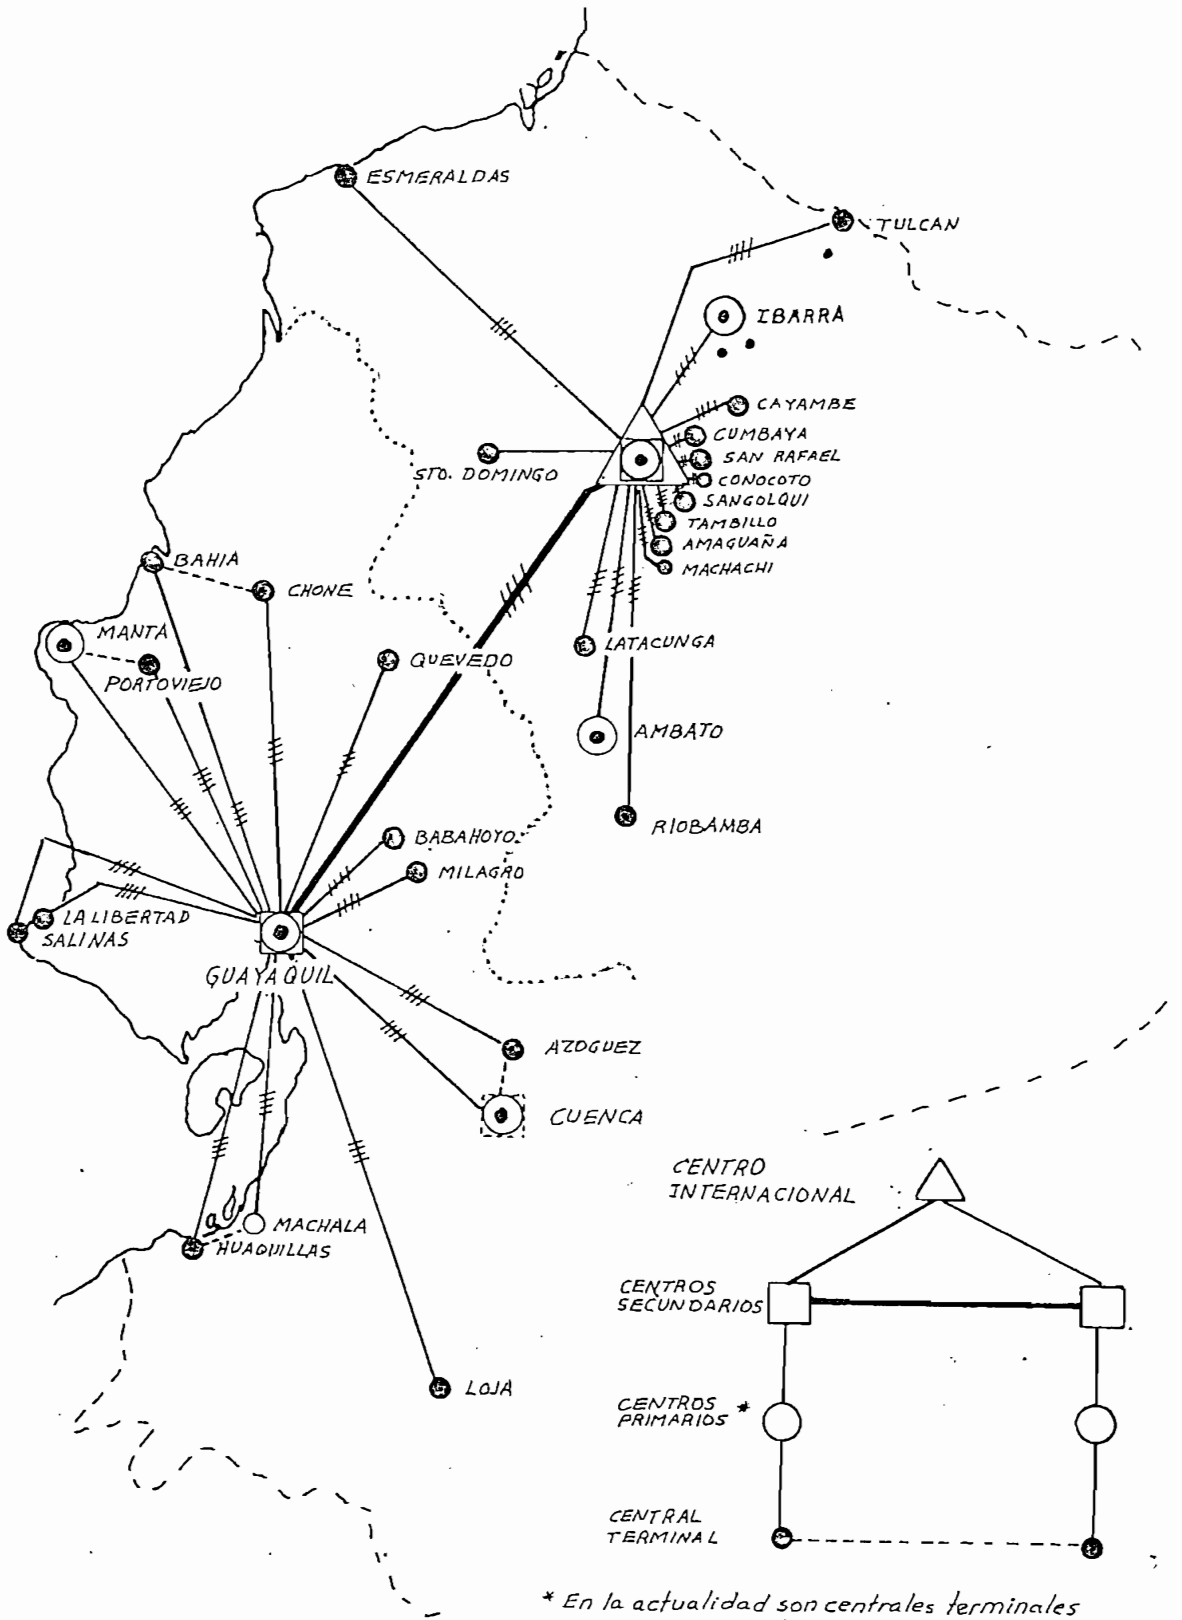 ESMERALDAS
TULCAN
IBARRA
CAYAMBE
CUMBAYA
SAN RAFAEL
CONOCOTO
SANGOLQUI
TAMBILLO
AMAGUAÑA
MACHACHI
STO. DOMINGO
BAHIA
CHONE
MANTA
PORTOVIEJO
QUEVEDO
LATACUNGA
AMBATO
RIOBAMBA
BABAHOYO
MILAGRO
LA LIBERTAD
SALINAS
GUAYAQUIL
AZOGUEZ
CUENCA
MACHALA
HUAQUILLAS
LOJA
CENTRO
INTERNACIONAL
CENTROS
SECUNDARIOS
CENTROS *
PRIMARIOS
CENTRAL
TERMINAL
* En la actualidad son centrales terminales